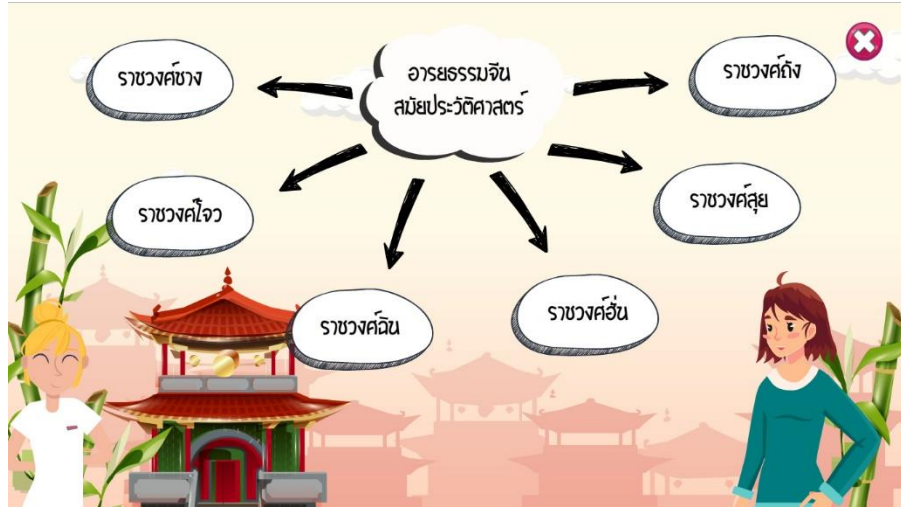 อารยธรรมจีน
สมัยประวัติศาสตร์
ราชวงศ์ชาง
ราชวงศ์โจว
ราชวงศ์ฉิน
ราชวงศ์ฮั่น
ราชวงศ์สุย
ราชวงศ์ถัง